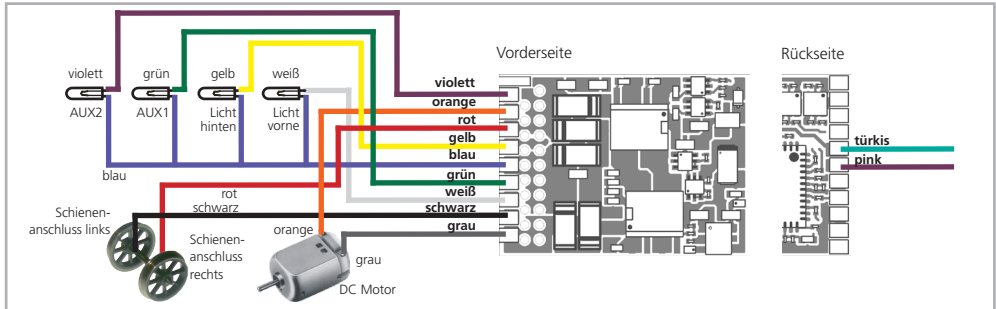 Vorderseite
Rückseite
violett
grün
gelb
weiß
AUX2
AUX1
Licht
hinten
Licht
vorne
blau
violett
orange
rot
gelb
blau
grün
weiß
schwarz
grau
türkis
pink
rot
schwarz
Schienen-
anschluss links
Schienen-
anschluss
rechts
orange
grau
DC Motor